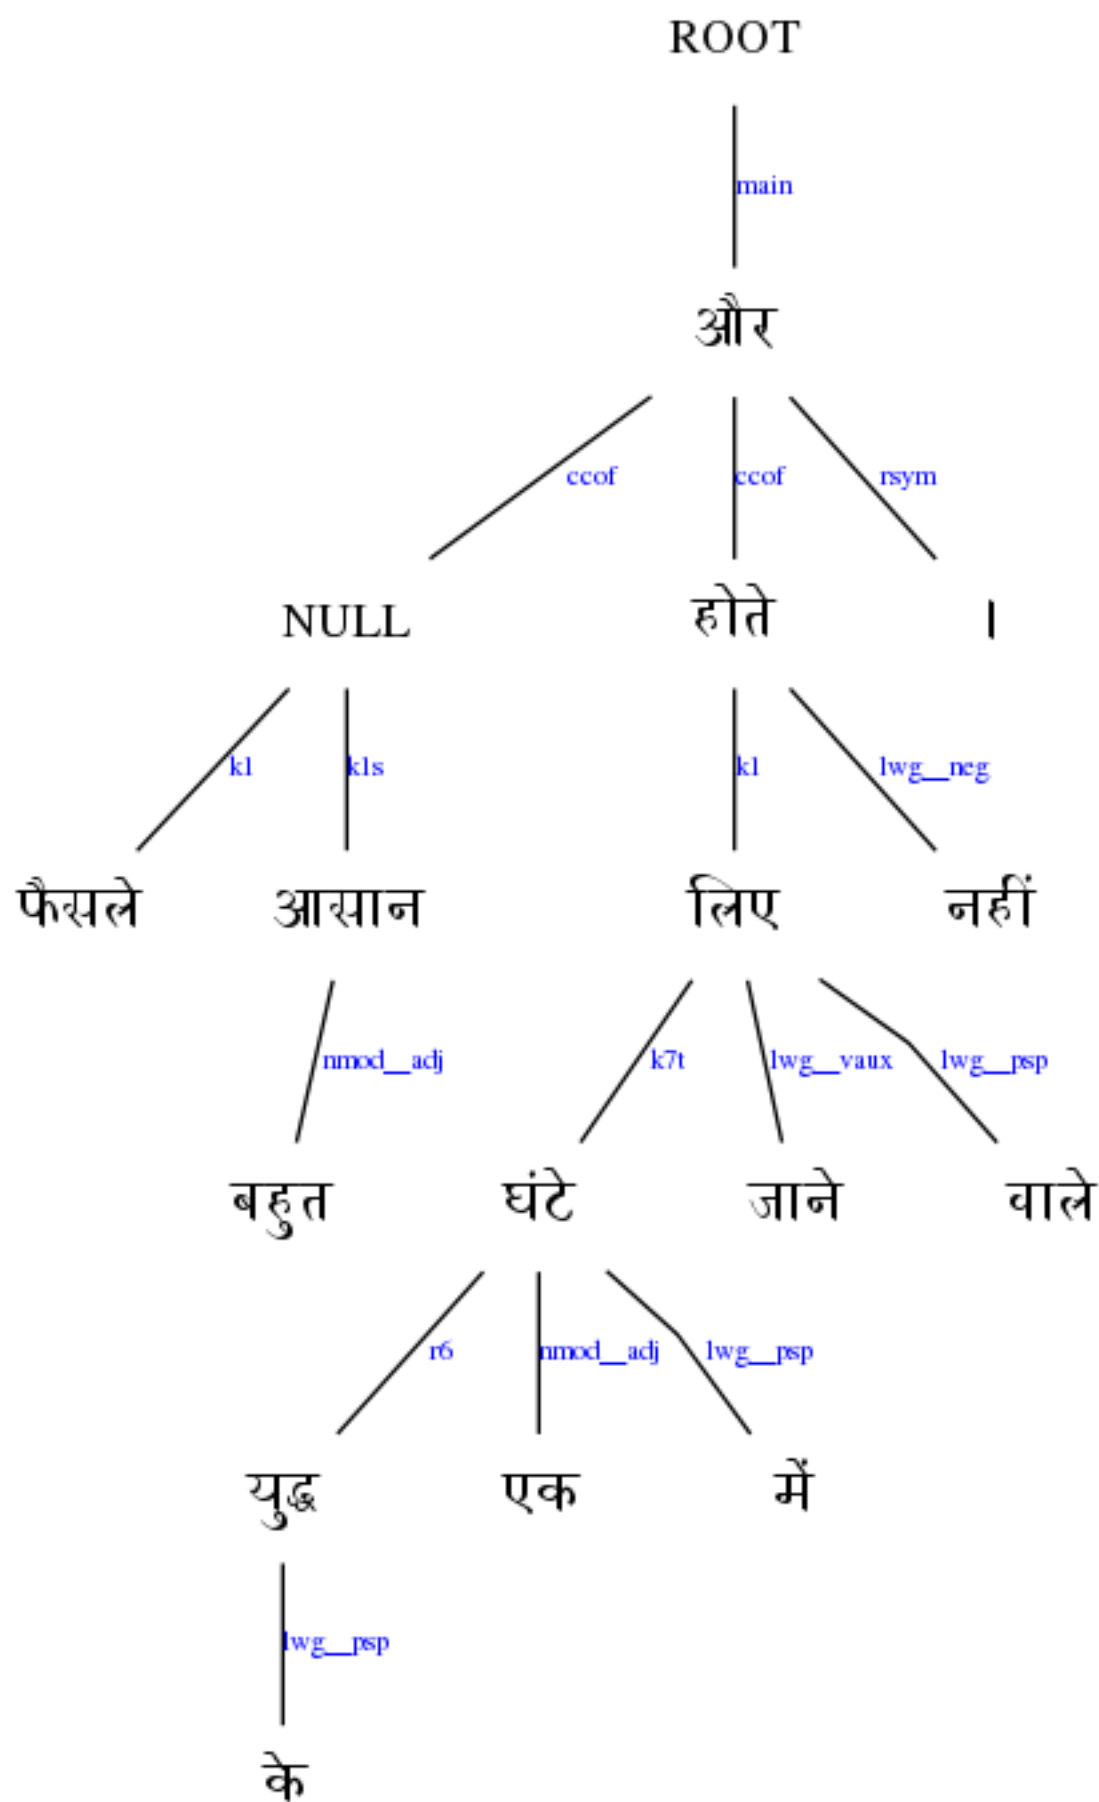 ROOT
main
और
ccof ccof rsym
NULL होते ।
k1 k1s k1 lwg__neg
फैसले आसान लिए नहीं
nmod__adj k7t lwg__vaux lwg__psp
बहुत घंटे जाने वाले
r6 nmod__adj lwg__psp
युद्ध एक में
lwg__psp
के